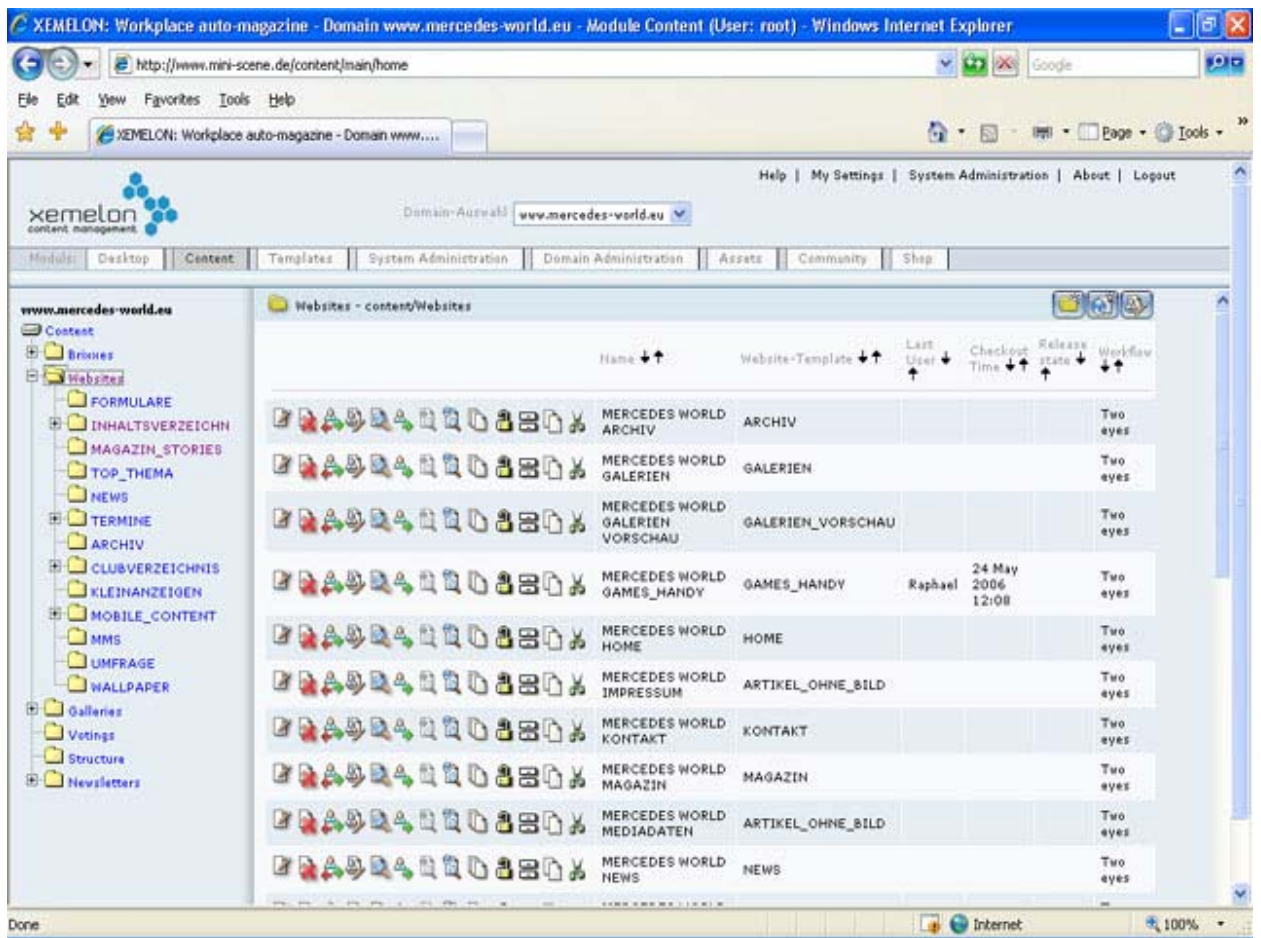 XEMELON: Workplace auto-magazine - Domain www.mercedes-world.eu - Module Content (User: root) - Windows Internet Explorer
http://www.mini-scene.de/content/main/home
Google
File Edit View Favorites Tools Help
XEMELON: Workplace auto-magazine - Domain www.... Page Tools
Help | My Settings | System Administration | About | Logout
xemelon
content management
Domain-Auswahl www.mercedes-world.eu
Module: Desktop Content Templates System Administration Domain Administration Assets Community Shop
www.mercedes-world.eu
Content
Brixxes
Websites
FORMULARE
INHALTSVERZEICHN
MAGAZIN_STORIES
TOP_THEMA
NEWS
TERMINE
ARCHIV
CLUBVERZEICHNIS
KLEINANZEIGEN
MOBILE_CONTENT
MMS
UMFRAGE
WALLPAPER
Galleries
Votings
Structure
Newsletters
Websites - content/Websites
Name Website-Template Last User Checkout Time Release state Workflow
MERCEDES WORLD ARCHIV ARCHIV Two eyes
MERCEDES WORLD GALERIEN GALERIEN Two eyes
MERCEDES WORLD GALERIEN VORSCHAU GALERIEN_VORSCHAU Two eyes
MERCEDES WORLD GAMES_HANDY GAMES_HANDY Raphael 24 May 2006 12:08 Two eyes
MERCEDES WORLD HOME HOME Two eyes
MERCEDES WORLD IMPRESSUM ARTIKEL_OHNE_BILD Two eyes
MERCEDES WORLD KONTAKT KONTAKT Two eyes
MERCEDES WORLD MAGAZIN MAGAZIN Two eyes
MERCEDES WORLD MEDIADATEN ARTIKEL_OHNE_BILD Two eyes
MERCEDES WORLD NEWS NEWS Two eyes
Done Internet 100%